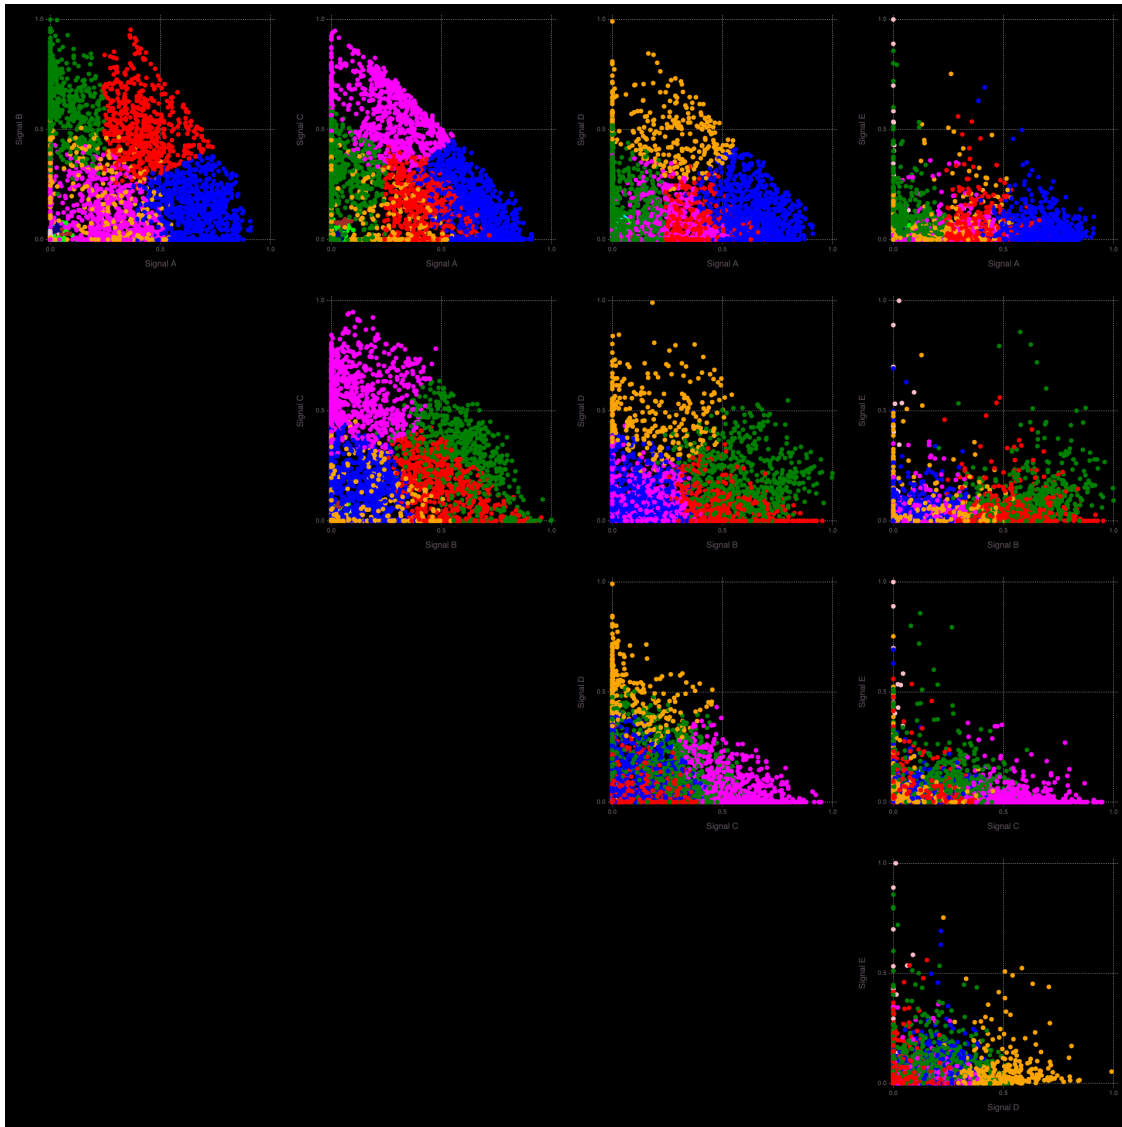 1.0 1.0 1.0 1.0
0.5 0.5 0.5 0.5
Signal B Signal C Signal D Signal E
0.0 0.0 0.0 0.0
0.0 0.5 1.0 0.0 0.5 1.0 0.0 0.5 1.0 0.0 0.5 1.0
Signal A Signal A Signal A Signal A
1.0 1.0 1.0
0.5 0.5 0.5
Signal C Signal D Signal E
0.0 0.0 0.0
0.0 0.5 1.0 0.0 0.5 1.0 0.0 0.5 1.0
Signal B Signal B Signal B
1.0 1.0
0.5 0.5
Signal D Signal E
0.0 0.0
0.0 0.5 1.0 0.0 0.5 1.0
Signal C Signal C
1.0
0.5
Signal E
0.0
0.0 0.5 1.0
Signal D